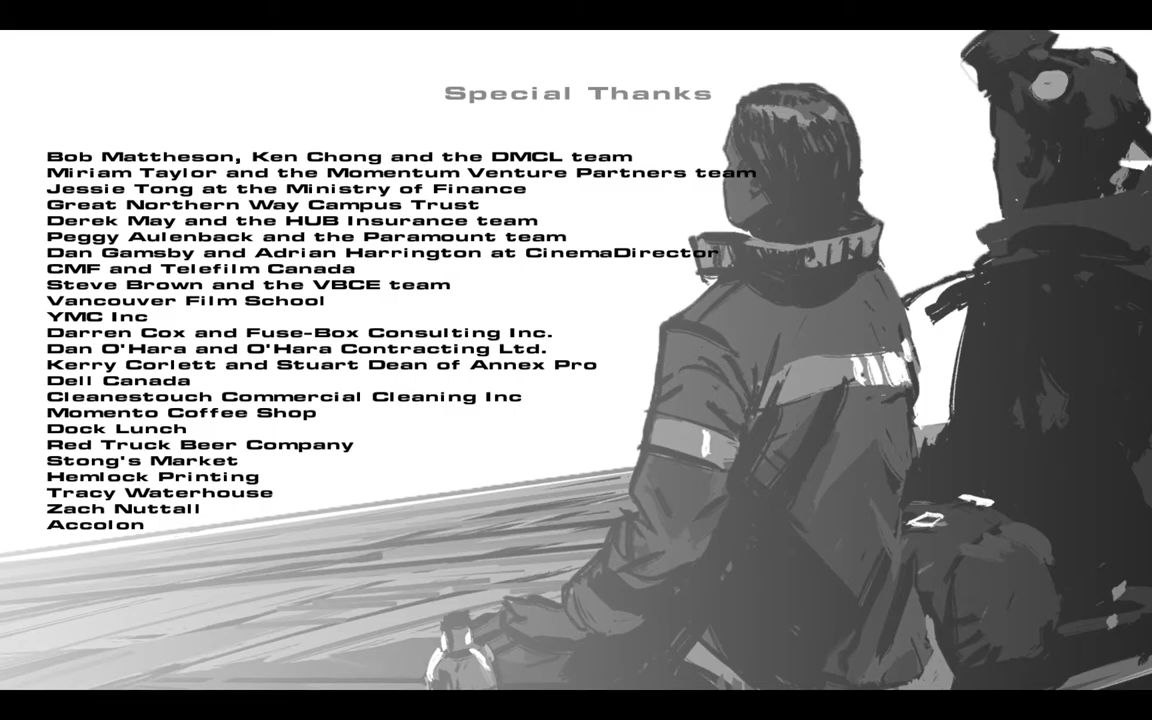 Special Thanks
Bob Mattheson, Ken Chong and the DMCL team
Miriam Taylor and the Momentum Venture Partners team
Jessie Tong at the Ministry of Finance
Great Northern Way Campus Trust
Derek May and the HUB Insurance team
Peggy Aulenback and the Paramount team
Dan Gamsby and Adrian Harrington at CinemaDirector
CMF and Telefilm Canada
Steve Brown and the VBCE team
Vancouver Film School
YMC Inc
Darren Cox and Fuse-Box Consulting Inc.
Dan O'Hara and O'Hara Contracting Ltd.
Kerry Corlett and Stuart Dean of Annex Pro
Dell Canada
Cleanestouch Commercial Cleaning Inc
Momento Coffee Shop
Dock Lunch
Red Truck Beer Company
Stong's Market
Hemlock Printing
Tracy Waterhouse
Zach Nuttall
Accolon